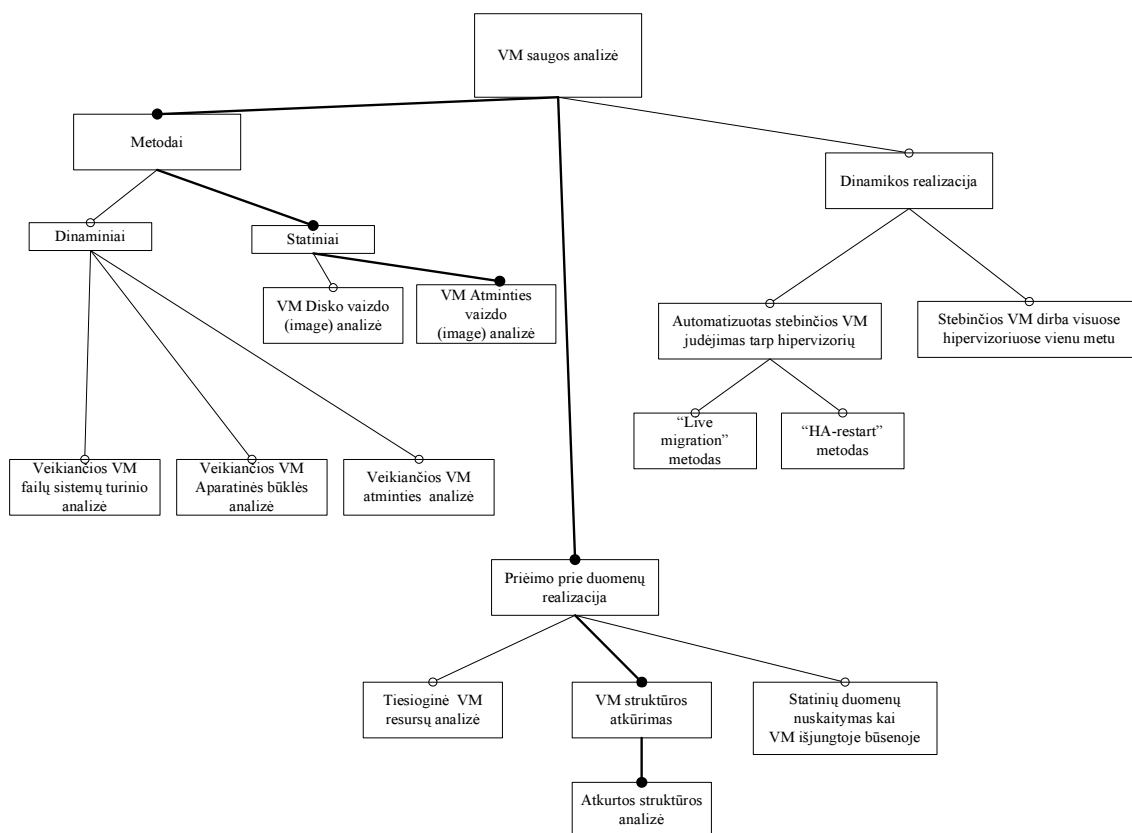 VM saugos analizė
Metodai
Dinamikos realizacija
Dinaminiai
Statiniai
VM Disko vaizdo
(image) analizė
VM Atminties
vaizdo
(image) analizė
Automatizuotas stebinčios VM
judėjimas tarp hipervizorių
Stebinčios VM dirba visuose
hipervizoriuose vienu metu
“Live
migration”
metodas
“HA-restart”
metodas
Veikiančios VM
failų sistemų turinio
analizė
Veikiančios VM
Aparatinės būklės
analizė
Veikiančios VM
atminties analizė
Priėimo prie duomenų
realizacija
Tiesioginė VM
resursų analizė
VM struktūros
atkūrimas
Statinių duomenų
nuskaitymas kai
VM išjungtoje būsenoje
Atkurtos struktūros
analizė